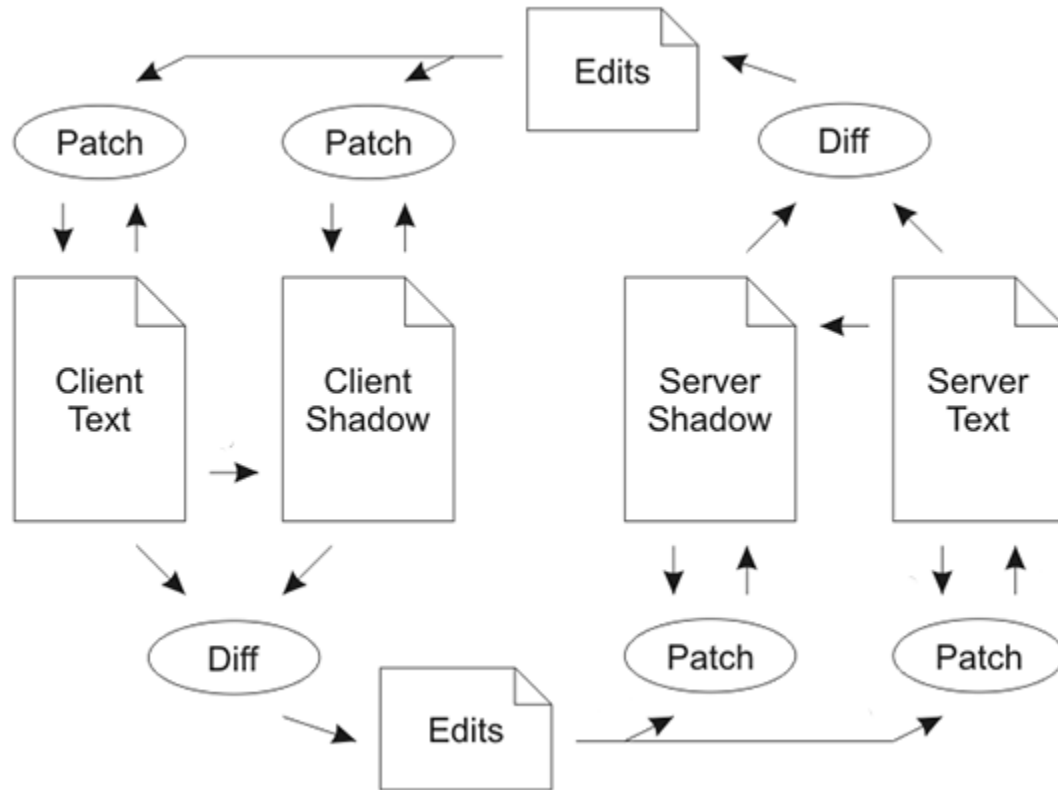 Edits
Patch
Patch
Diff
Client
Text
Client
Shadow
Server
Shadow
Server
Text
Diff
Patch
Patch
Edits